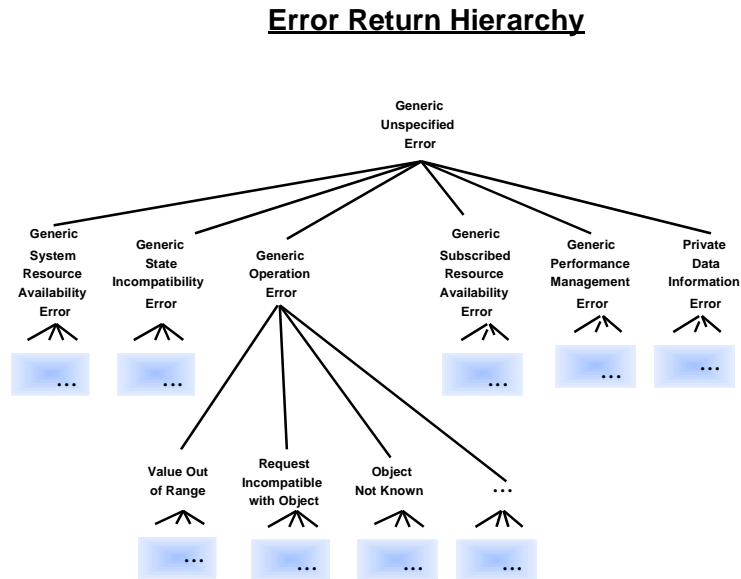 Error Return Hierarchy
Generic
Unspecified
Error
Generic
System
Resource
Availability
Error
Generic
State
Incompatibility
Error
Generic
Operation
Error
Generic
Subscribed
Resource
Availability
Error
Generic
Performance
Management
Error
Private
Data
Information
Error
...
...
...
...
...
Value Out
of Range
Request
Incompatible
with Object
Object
Not Known
...
...
...
...
...